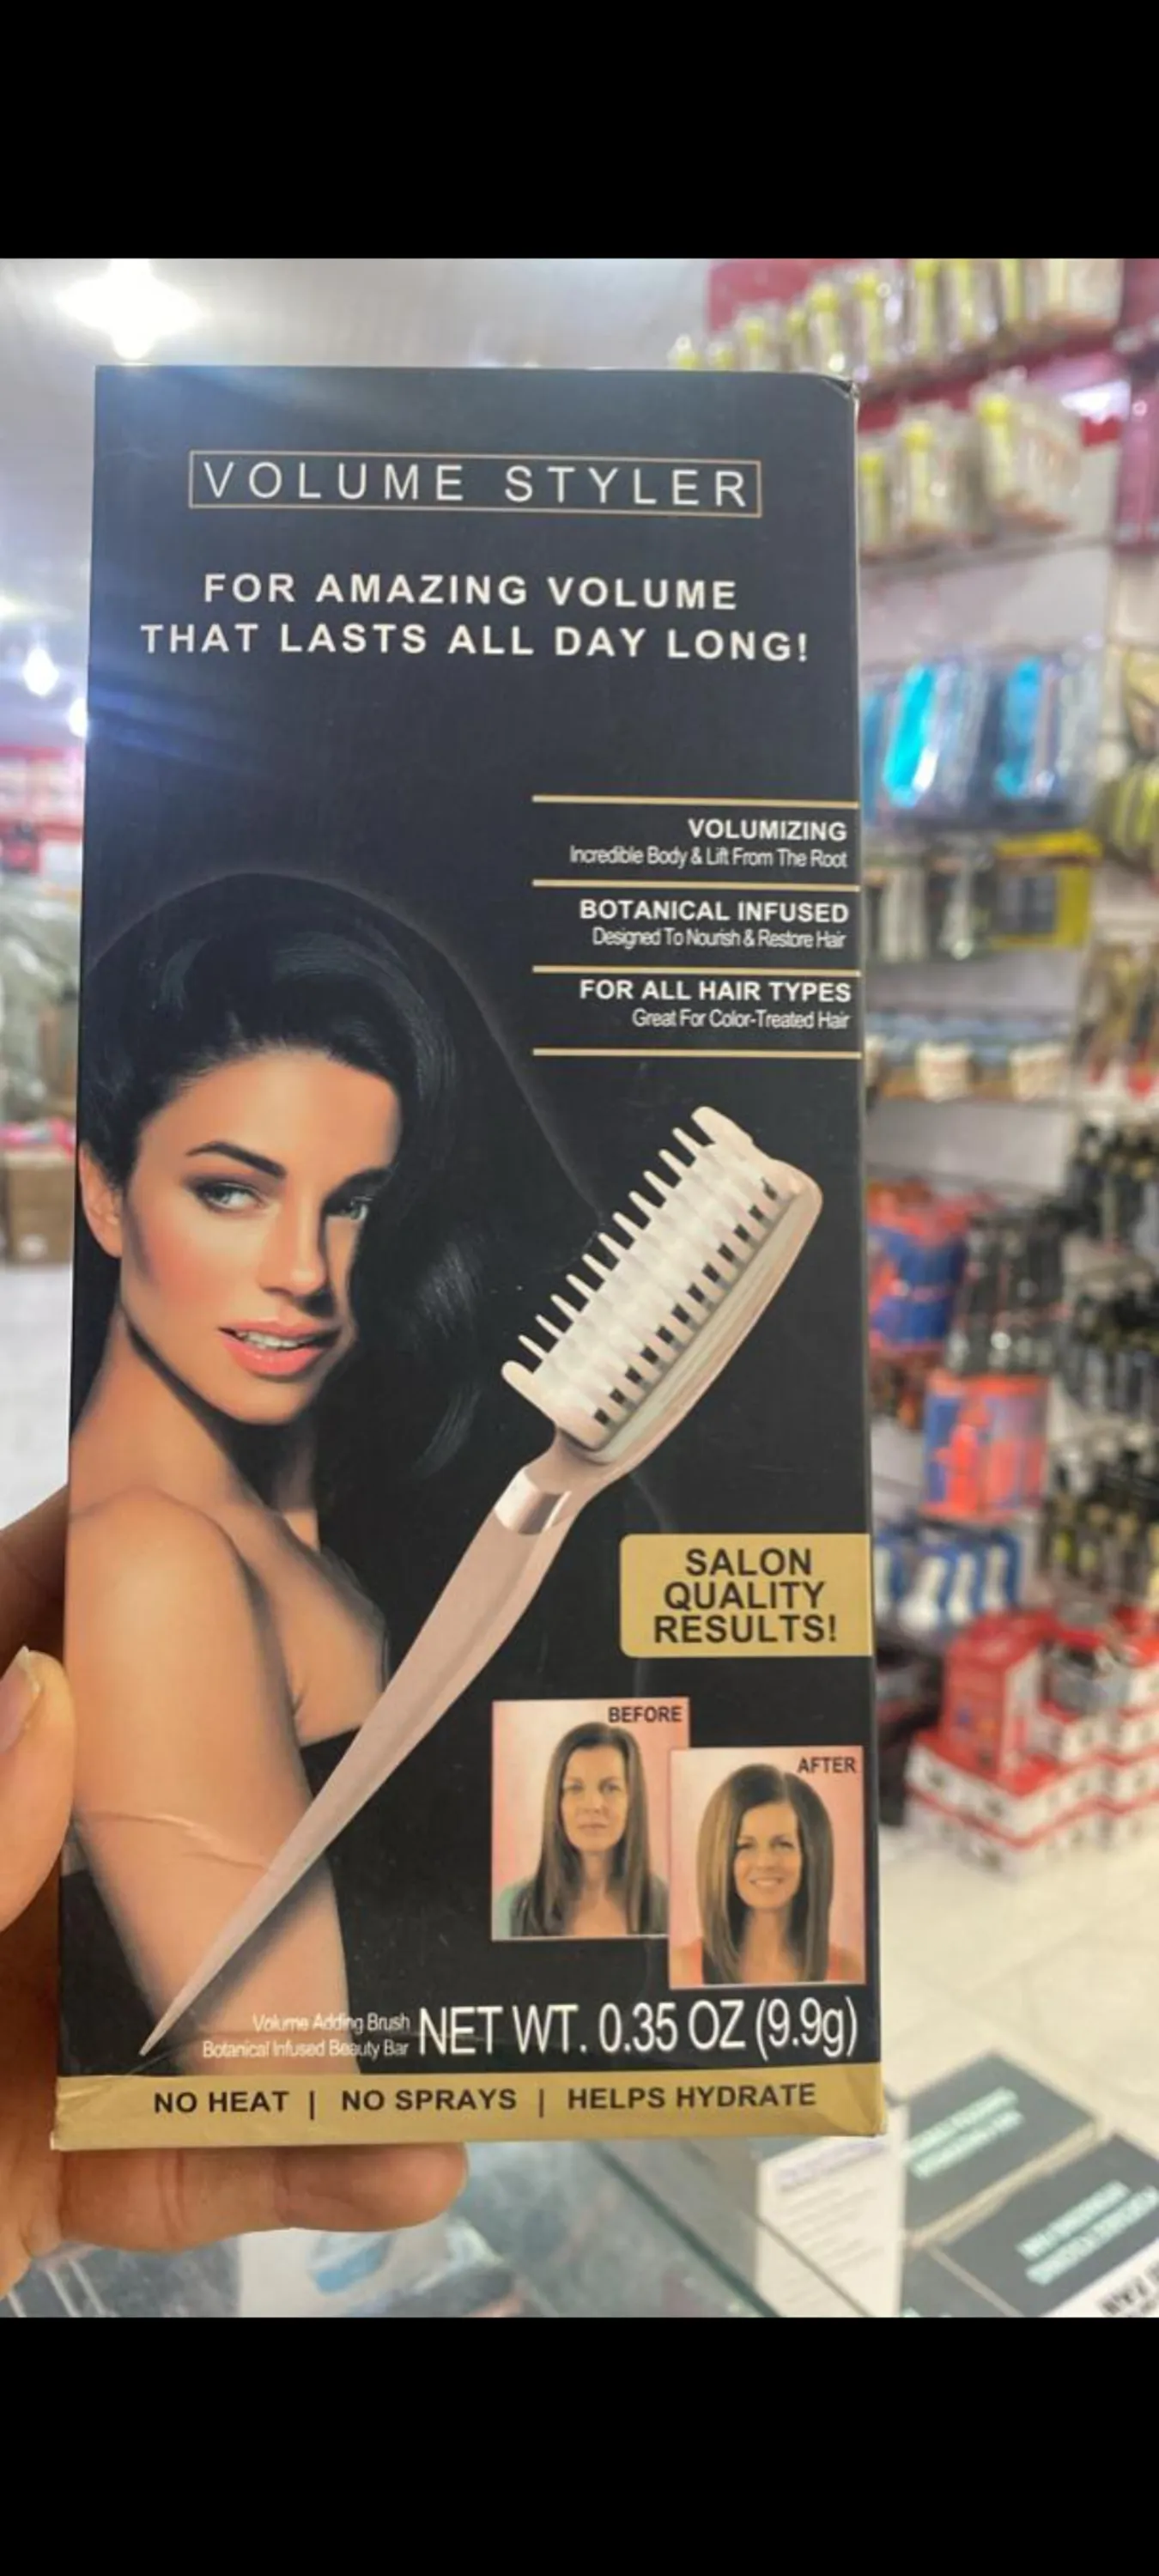 VOLUME STYLER
FOR AMAZING VOLUME
THAT LASTS ALL DAY LONG!
VOLUMIZING
Incredible Body & Lift From The Root
BOTANICAL INFUSED
Designed To Nourish & Restore Hair
FOR ALL HAIR TYPES
Great For Color-Treated Hair
SALON
QUALITY
RESULTS!
BEFORE
AFTER
Volume Adding Brush
Botanical Infused Beauty Bar
NET WT. 0.35 OZ (9.9g)
NO HEAT | NO SPRAYS | HELPS HYDRATE